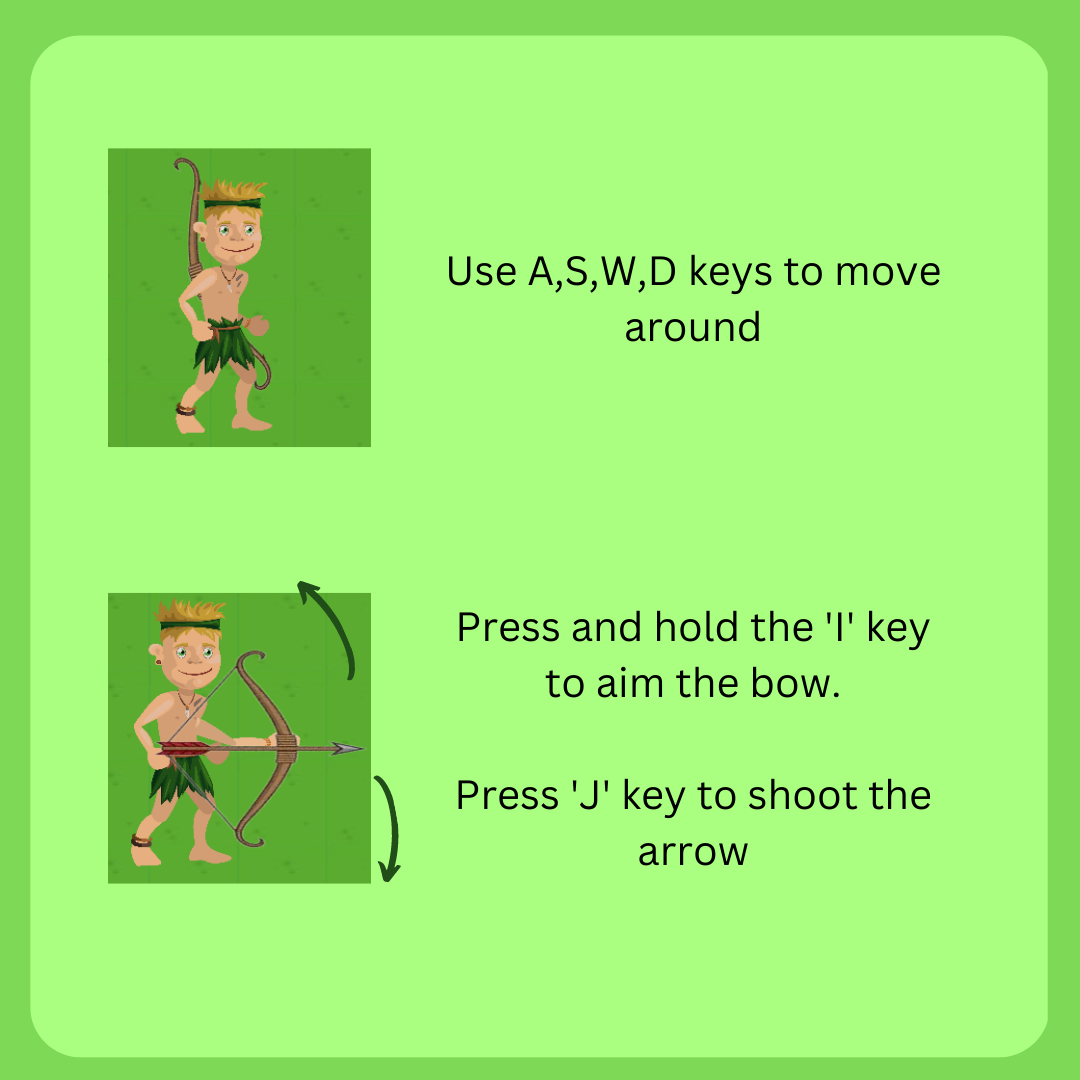 Use A,S,W,D keys to move
around
Press and hold the 'I' key
to aim the bow.
Press 'J' key to shoot the
arrow